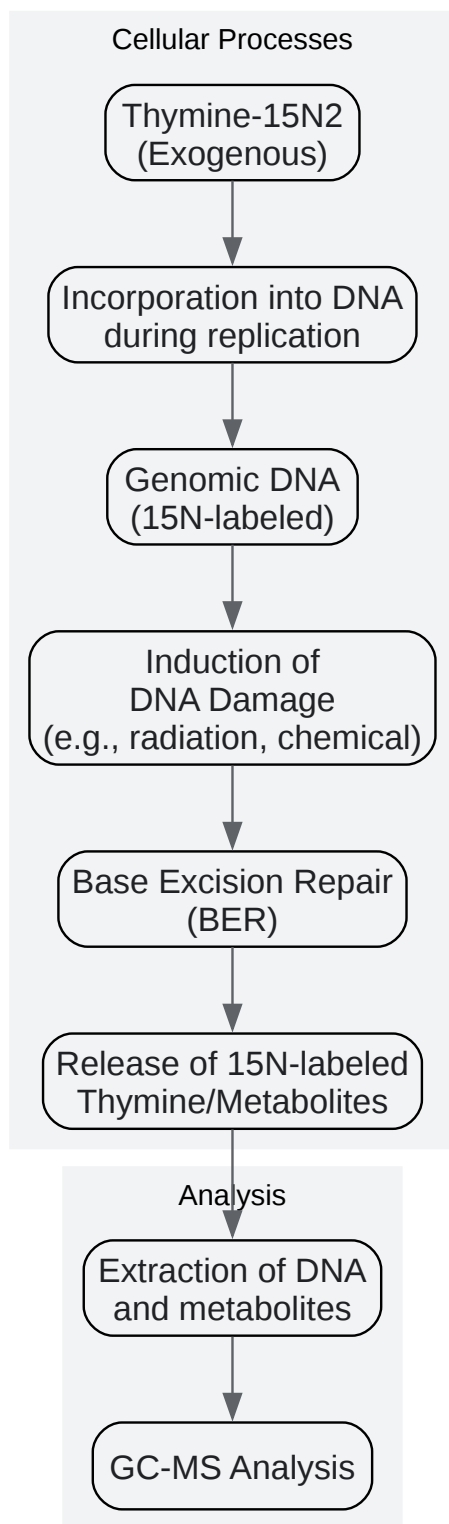 Cellular Processes
Thymine-15N2
(Exogenous)
Incorporation into DNA
during replication
Genomic DNA
(15N-labeled)
Induction of
DNA Damage
(e.g., radiation, chemical)
Base Excision Repair
(BER)
Release of 15N-labeled
Thymine/Metabolites
Analysis
Extraction of DNA
and metabolites
GC-MS Analysis